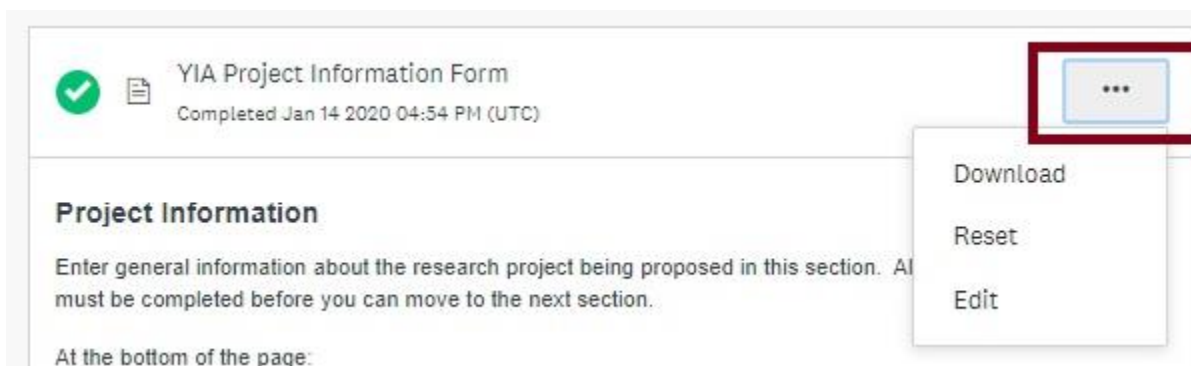 YIA Project Information Form
Completed Jan 14 2020 04:54 PM (UTC)
...
Download
Reset
Edit
Project Information
Enter general information about the research project being proposed in this section. Al
must be completed before you can move to the next section.
At the bottom of the page: